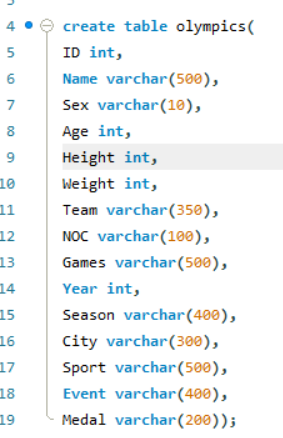 4 create table olympics(
5 ID int,
6 Name varchar(500),
7 Sex varchar(10),
8 Age int,
9 Height int,
10 Weight int,
11 Team varchar(350),
12 NOC varchar(100),
13 Games varchar(500),
14 Year int,
15 Season varchar(400),
16 City varchar(300),
17 Sport varchar(500),
18 Event varchar(400),
19 Medal varchar(200));